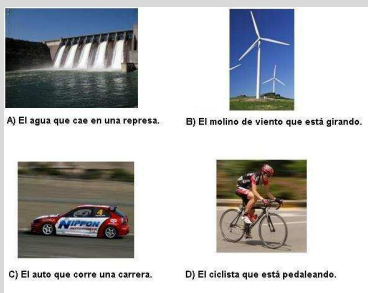 A) El agua que cae en una represa.
B) El molino de viento que está girando.
NIPPON
C) El auto que corre una carrera.
D) El ciclista que está pedaleando.